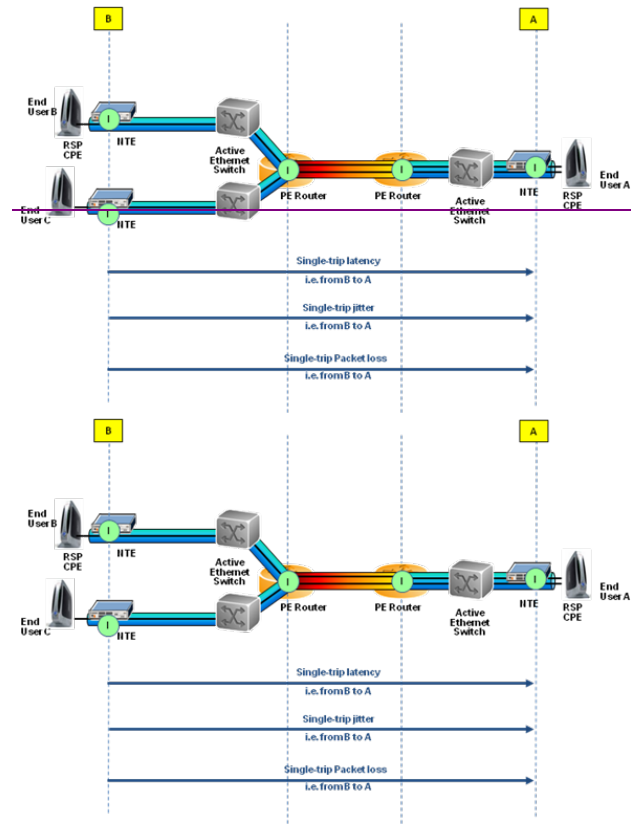 B
A
End
User B
RSP
CPE
I
NTE
Active
Ethernet
Switch
I
PE Router
I
PE Router
Active
Ethernet
Switch
I
NTE
RSP
CPE
End
User A
End
User C
I
NTE
Single-trip latency
i.e. from B to A
Single-trip jitter
i.e. from B to A
Single-trip Packet loss
i.e. from B to A
B
A
End
User B
RSP
CPE
I
NTE
Active
Ethernet
Switch
I
PE Router
I
PE Router
Active
Ethernet
Switch
I
NTE
RSP
CPE
End
User A
End
User C
I
NTE
Single-trip latency
i.e. from B to A
Single-trip jitter
i.e. from B to A
Single-trip Packet loss
i.e. from B to A